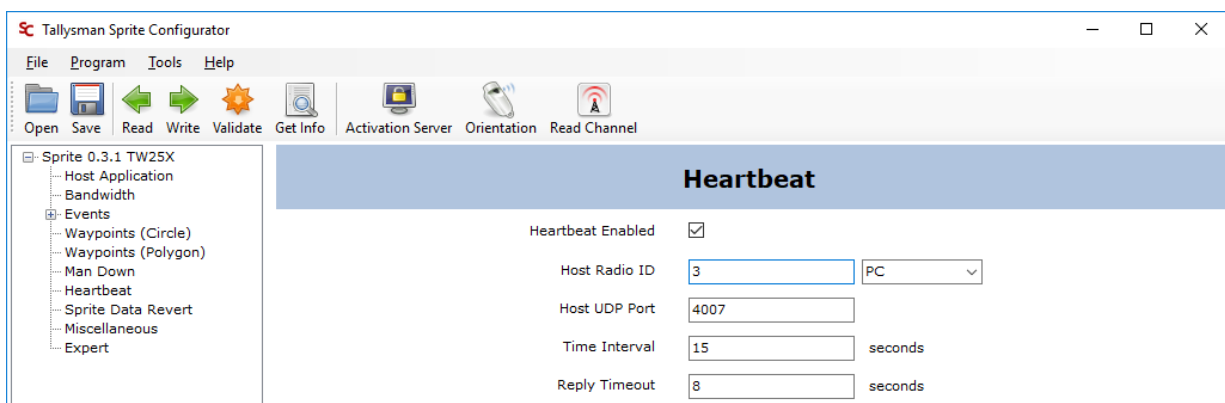 SC Tallysman Sprite Configurator
File Program Tools Help
Open Save Read Write Validate Get Info Activation Server Orientation Read Channel
Sprite 0.3.1 TW25X
Host Application
Bandwidth
Events
Waypoints (Circle)
Waypoints (Polygon)
Man Down
Heartbeat
Sprite Data Revert
Miscellaneous
Expert
Heartbeat
Heartbeat Enabled
Host Radio ID 3 PC
Host UDP Port 4007
Time Interval 15 seconds
Reply Timeout 8 seconds